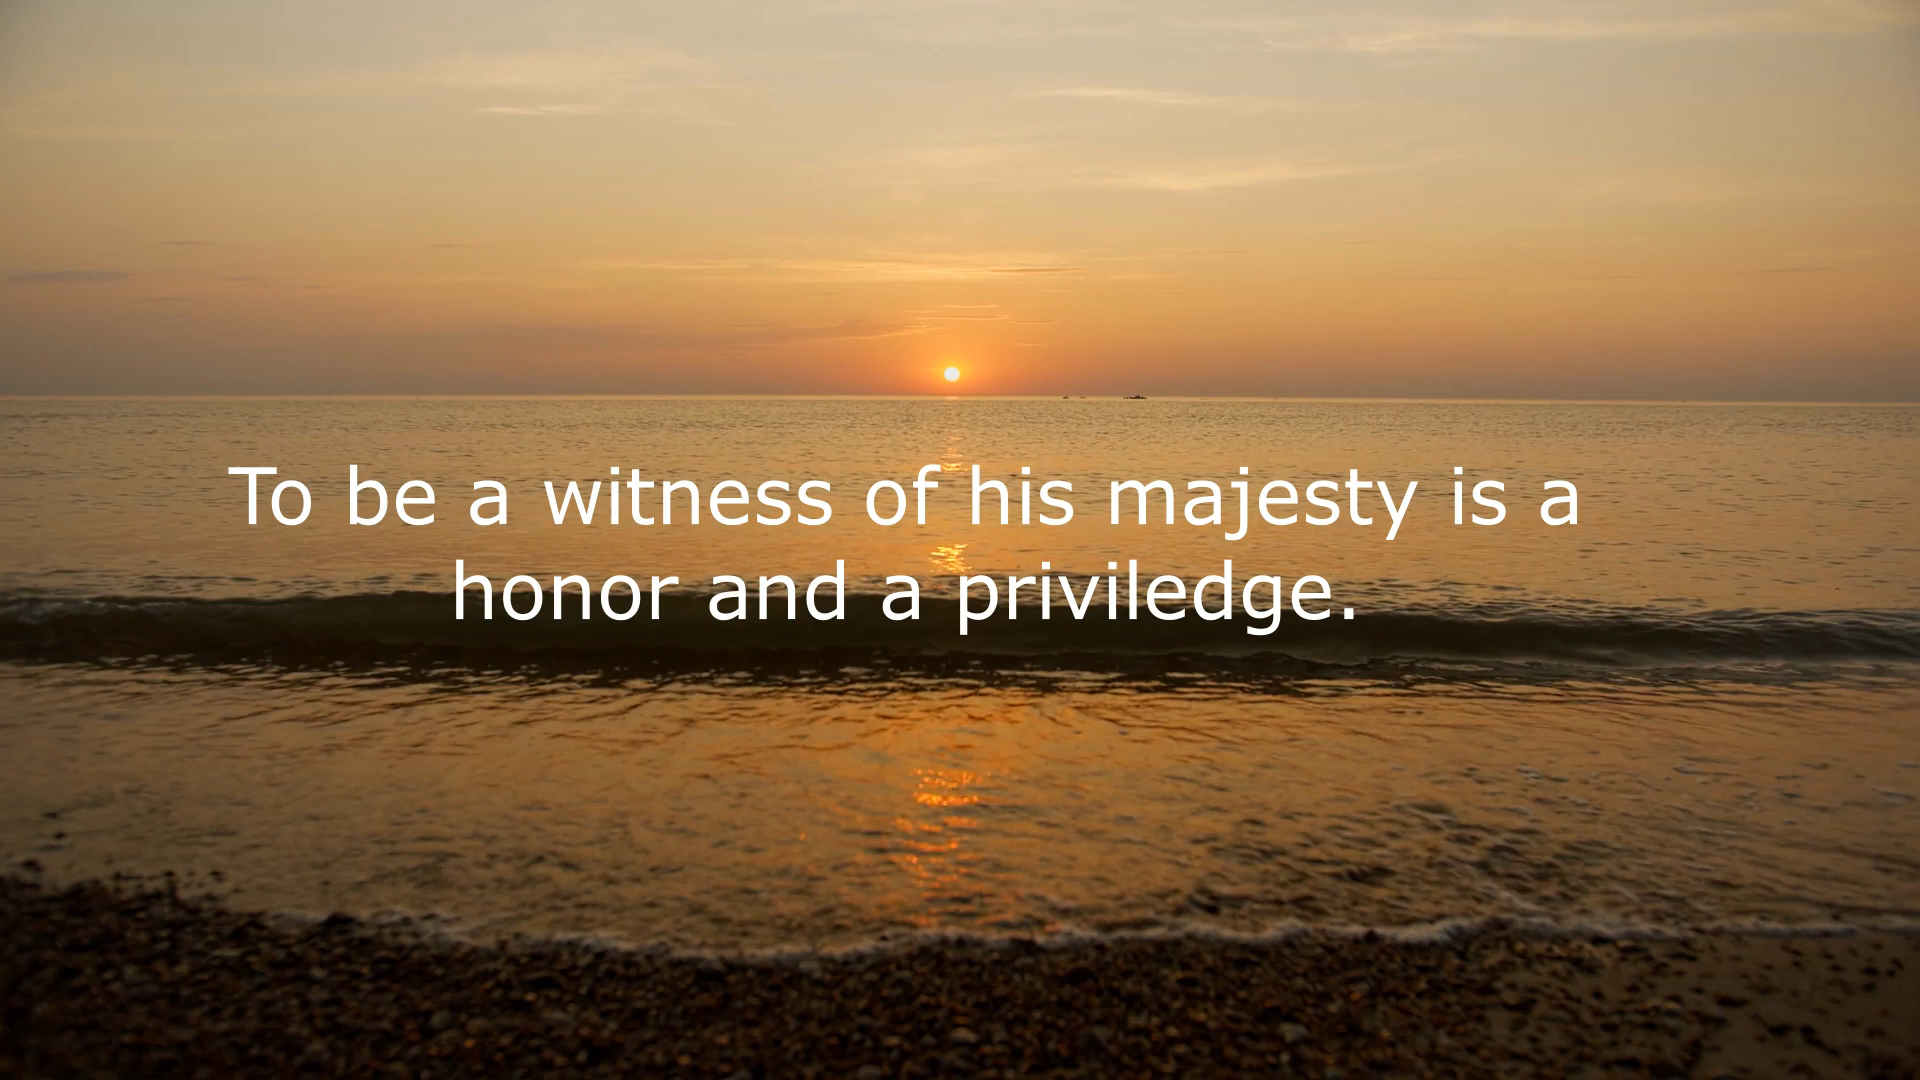 To be a witness of his majesty is a
honor and a priviledge.